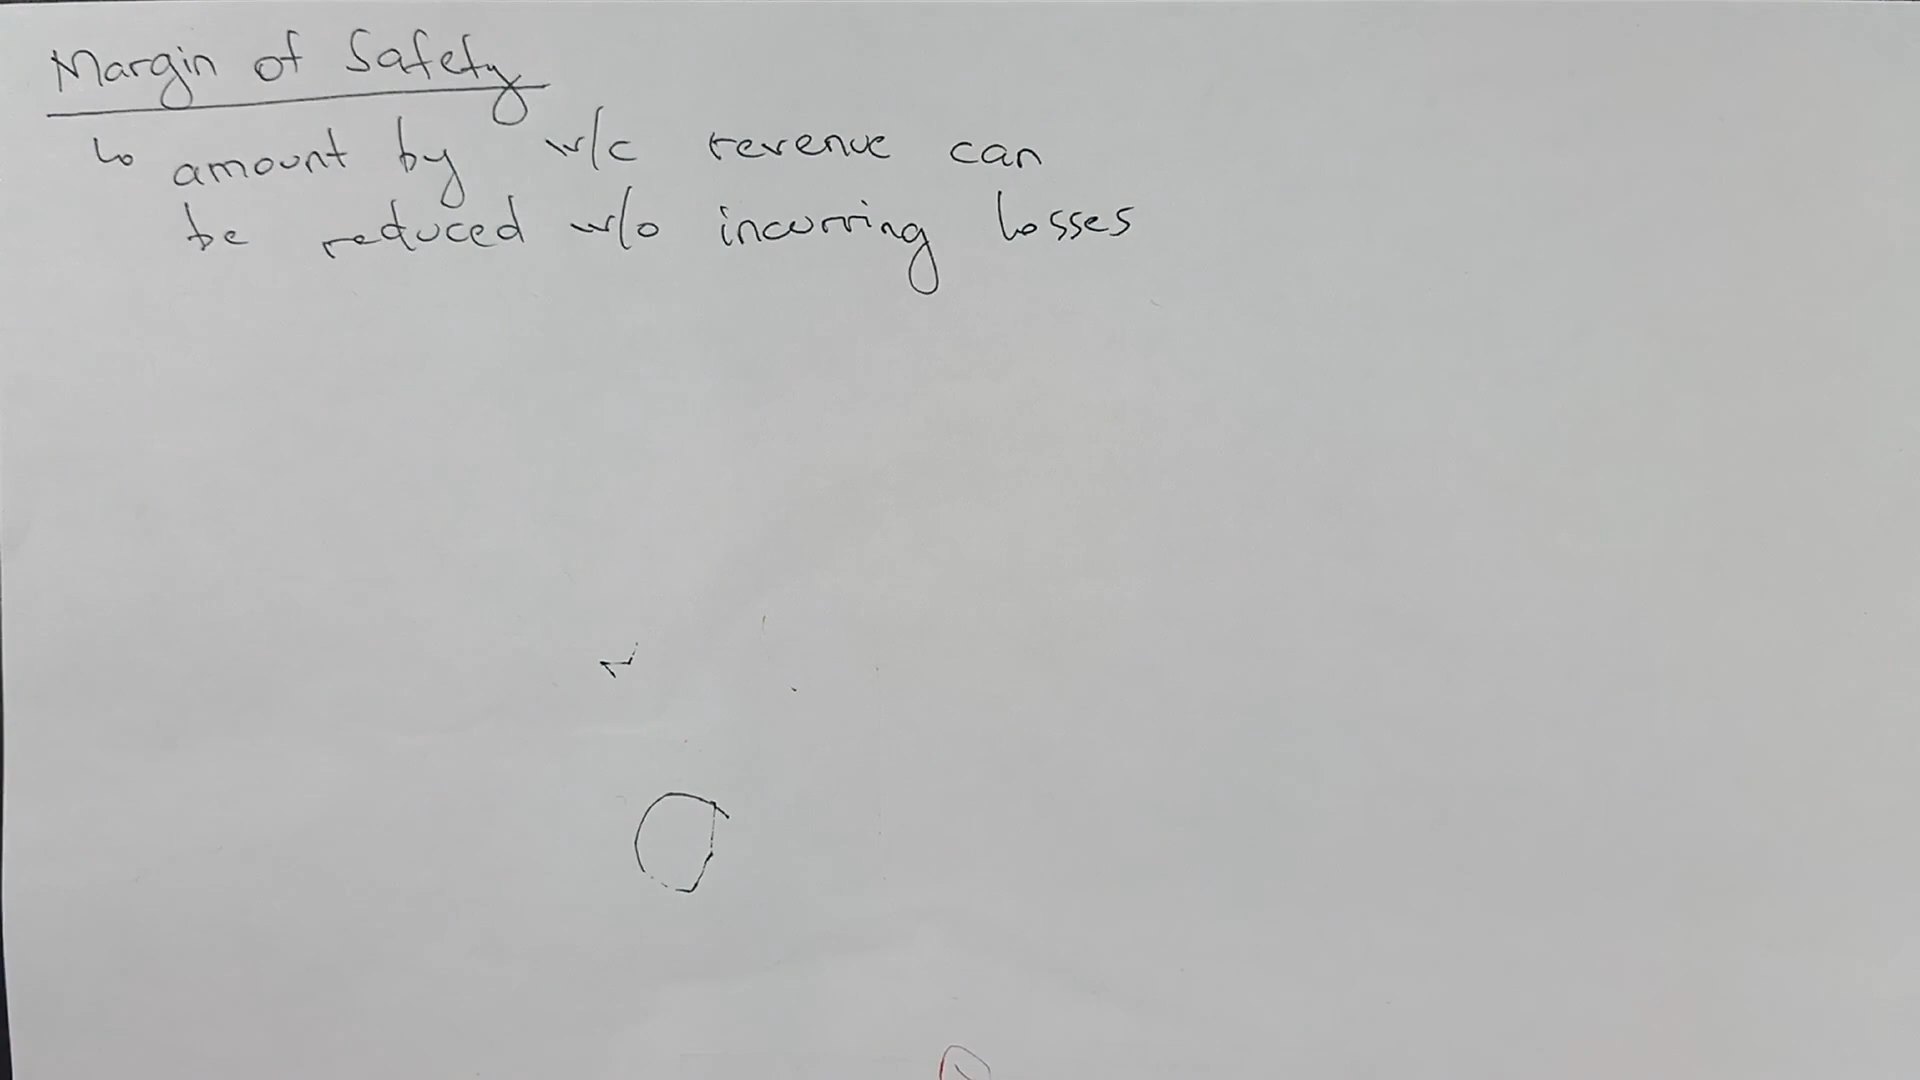 Margin of Safety
↳ amount by w/c revenue can
be reduced w/o incurring losses